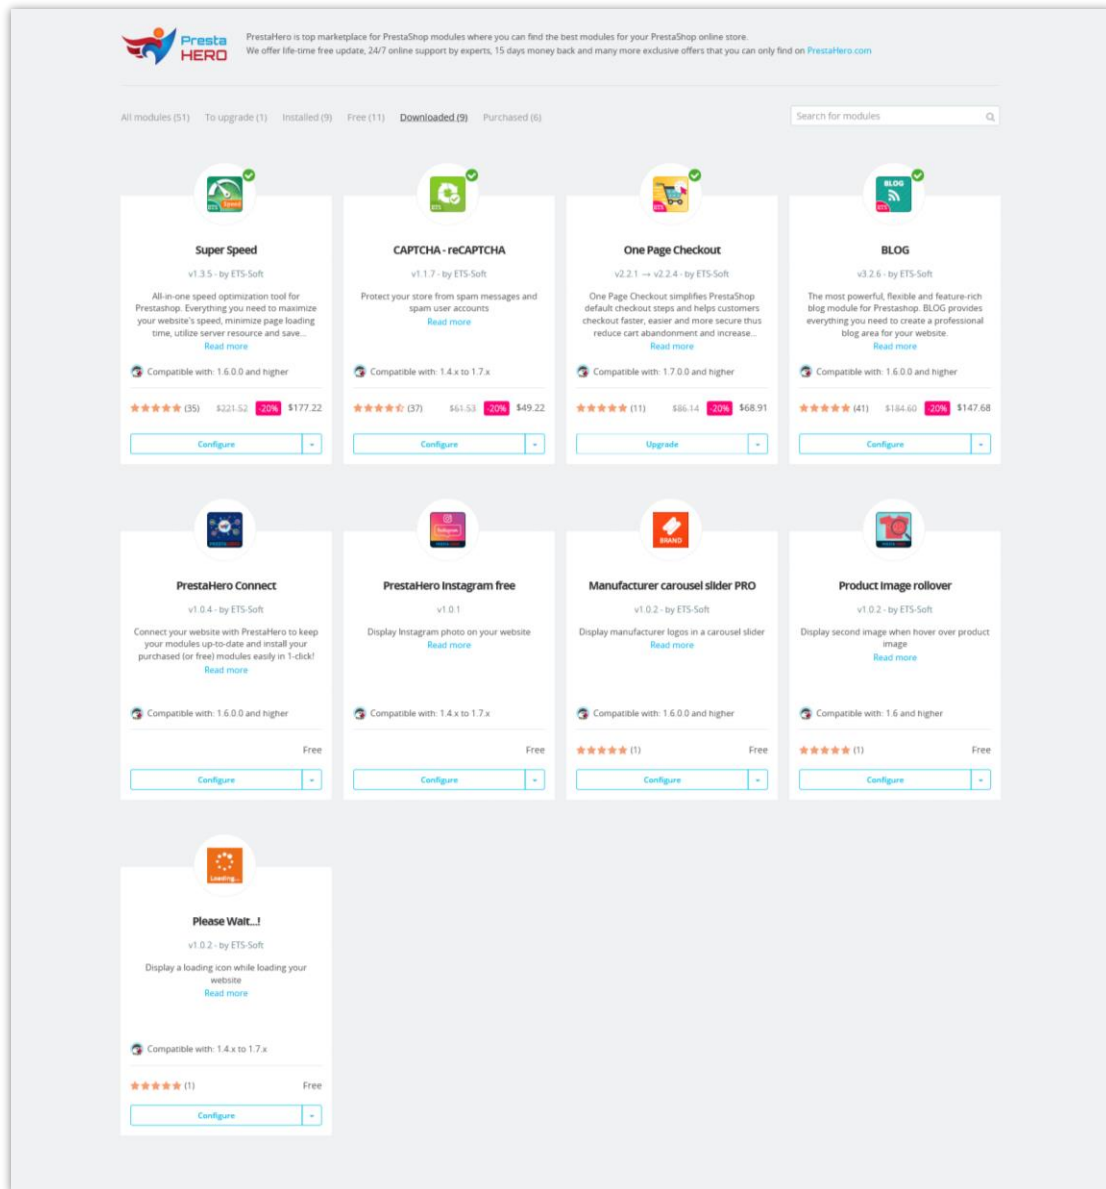 Presta
HERO
PrestaHero is top marketplace for PrestaShop modules where you can find the best modules for your PrestaShop online store.
We offer life-time free update, 24/7 online support by experts, 15 days money back and many more exclusive offers that you can only find on PrestaHero.com
All modules (51) To upgrade (1) Installed (9) Free (11) Downloaded (9) Purchased (6)
Search for modules
Speed
Super Speed
v1.3.5 - by ETS-Soft
All-in-one speed optimization tool for
Prestashop. Everything you need to maximize
your website's speed, minimize page loading
time, utilize server resource and save...
Read more
Compatible with: 1.6.0.0 and higher
(35) $221.52 -20% $177.22
Configure
ETS
CAPTCHA - reCAPTCHA
v1.1.7 - by ETS-Soft
Protect your store from spam messages and
spam user accounts
Read more
Compatible with: 1.4.x to 1.7.x
(37) $61.53 -20% $49.22
Configure
ETS
One Page Checkout
v2.2.1 → v2.2.4 - by ETS-Soft
One Page Checkout simplifies PrestaShop
default checkout steps and helps customers
checkout faster, easier and more secure thus
reduce cart abandonment and increase...
Read more
Compatible with: 1.7.0.0 and higher
(11) $86.14 -20% $68.91
Upgrade
BLOG
ETS
BLOG
v3.2.6 - by ETS-Soft
The most powerful, flexible and feature-rich
blog module for Prestashop. BLOG provides
everything you need to create a professional
blog area for your website.
Read more
Compatible with: 1.6.0.0 and higher
(41) $184.60 -20% $147.68
Configure
PrestaHero Connect
v1.0.4 - by ETS-Soft
Connect your website with PrestaHero to keep
your modules up-to-date and install your
purchased (or free) modules easily in 1-click!
Read more
Compatible with: 1.6.0.0 and higher
Free
Configure
Instagram
PrestaHero Instagram free
v1.0.1
Display Instagram photo on your website
Read more
Compatible with: 1.4.x to 1.7.x
Free
Configure
BRAND
Manufacturer carousel slider PRO
v1.0.2 - by ETS-Soft
Display manufacturer logos in a carousel slider
Read more
Compatible with: 1.6.0.0 and higher
(1) Free
Configure
Product image rollover
v1.0.2 - by ETS-Soft
Display second image when hover over product
image
Read more
Compatible with: 1.6 and higher
(1) Free
Configure
Loading...
Please Wait...!
v1.0.2 - by ETS-Soft
Display a loading icon while loading your
website
Read more
Compatible with: 1.4.x to 1.7.x
(1) Free
Configure